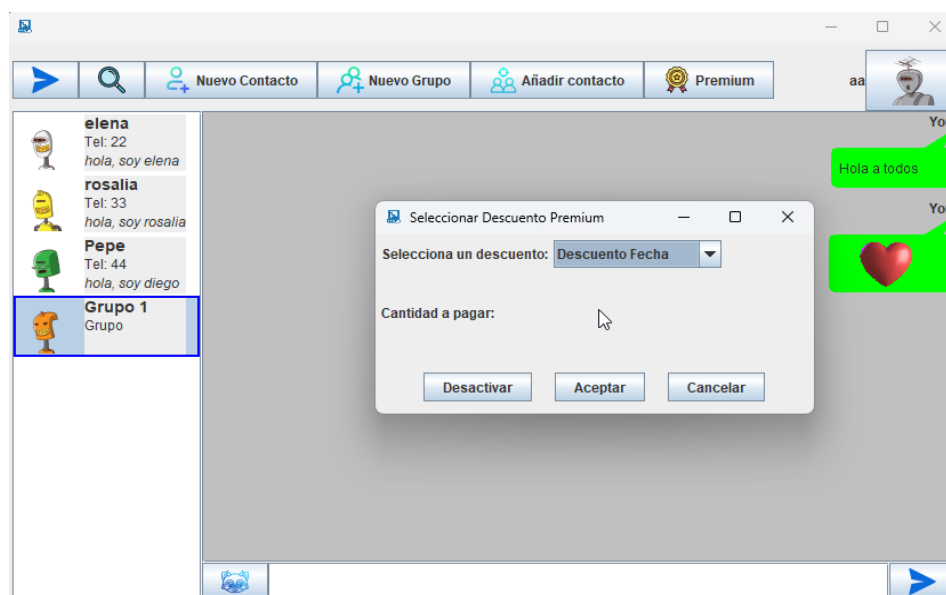 Nuevo Contacto
Nuevo Grupo
Añadir contacto
Premium
aa
elena
Tel: 22
hola, soy elena
rosalia
Tel: 33
hola, soy rosalia
Pepe
Tel: 44
hola, soy diego
Grupo 1
Grupo
Yo
Hola a todos
Yo
Seleccionar Descuento Premium
Selecciona un descuento: Descuento Fecha
Cantidad a pagar:
Desactivar
Aceptar
Cancelar